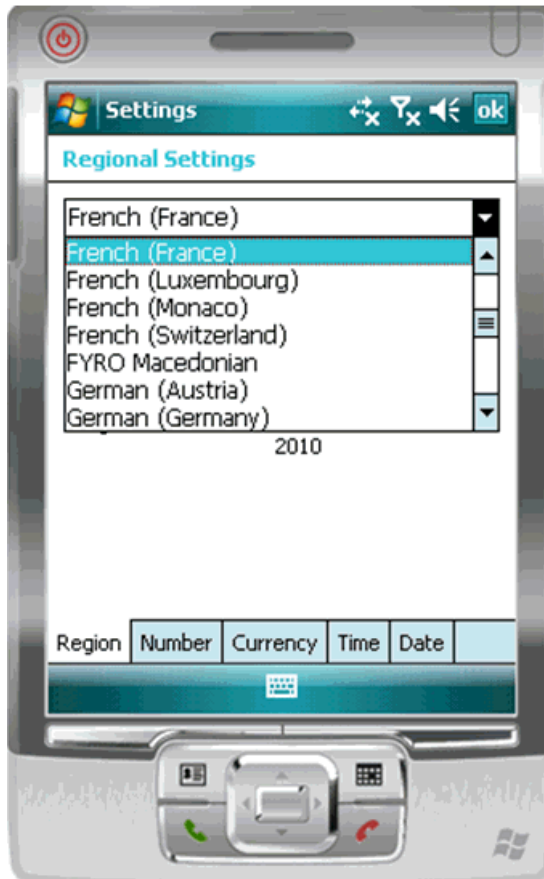 Settings
ok
Regional Settings
French (France)
French (France)
French (Luxembourg)
French (Monaco)
French (Switzerland)
FYRO Macedonian
German (Austria)
German (Germany)
2010
Region Number Currency Time Date